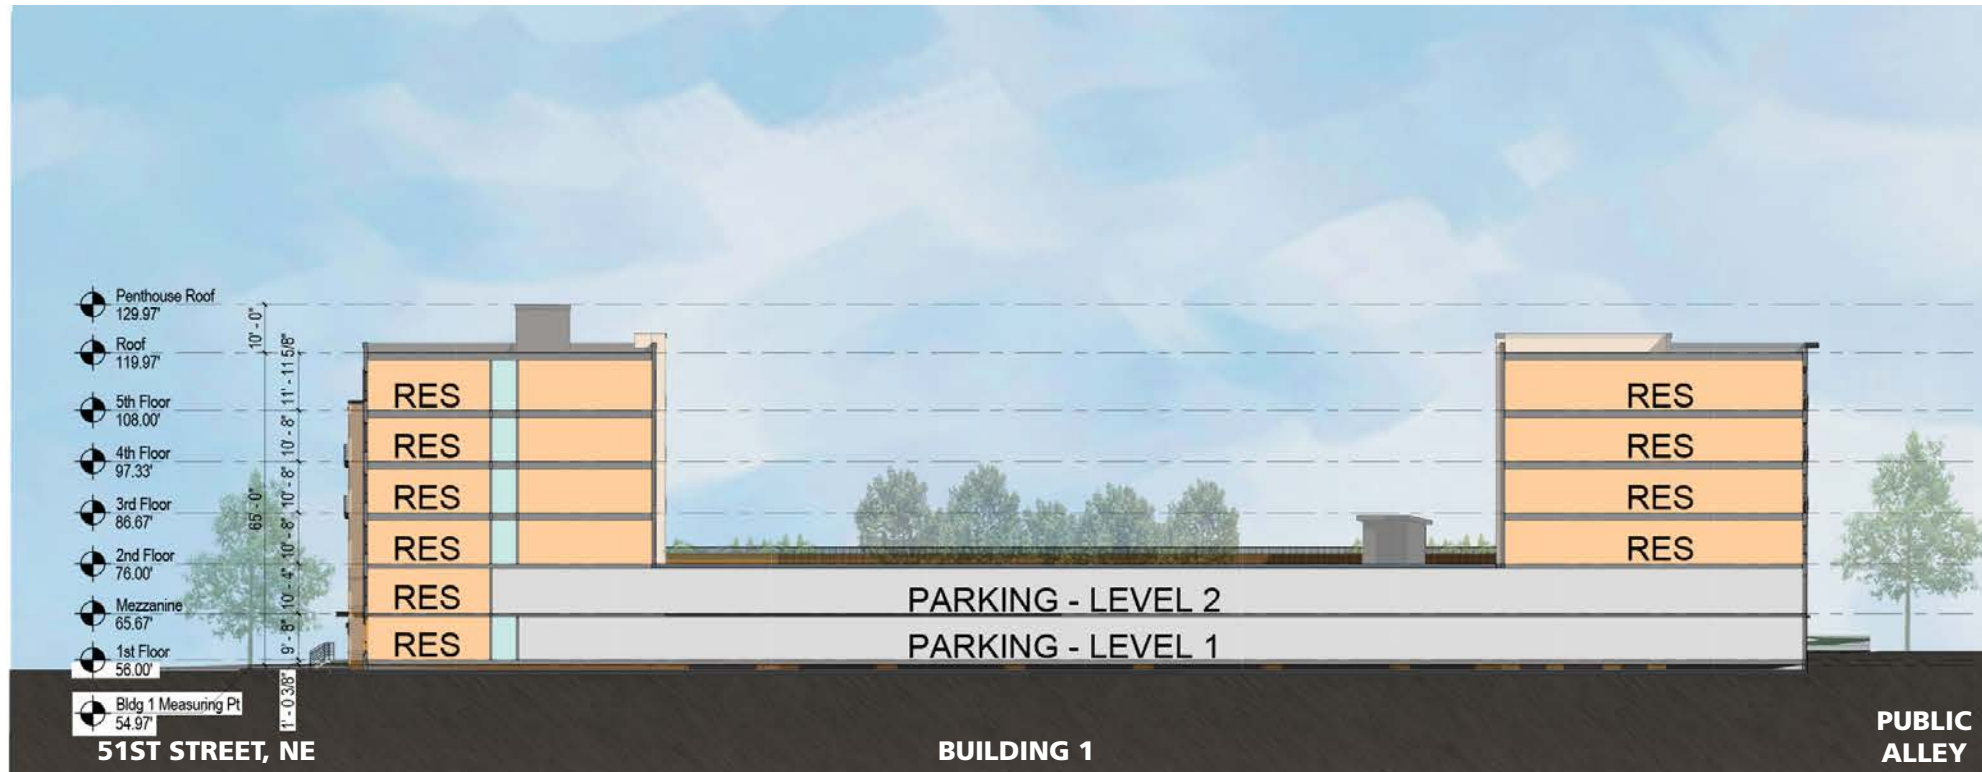 Penthouse Roof
129.97'
Roof
119.97'
5th Floor
108.00'
4th Floor
97.33'
3rd Floor
86.67'
2nd Floor
76.00'
Mezzanine
65.67'
1st Floor
56.00'
Bldg 1 Measuring Pt
54.97'
10' - 0"
65' - 0"
11' - 11 5/8"
10' - 8"
10' - 8"
10' - 8"
10' - 4"
9' - 8"
1' - 0 3/8"
RES
RES
RES
RES
RES
RES
RES
RES
RES
RES
PARKING - LEVEL 2
PARKING - LEVEL 1
51ST STREET, NE
BUILDING 1
PUBLIC
ALLEY